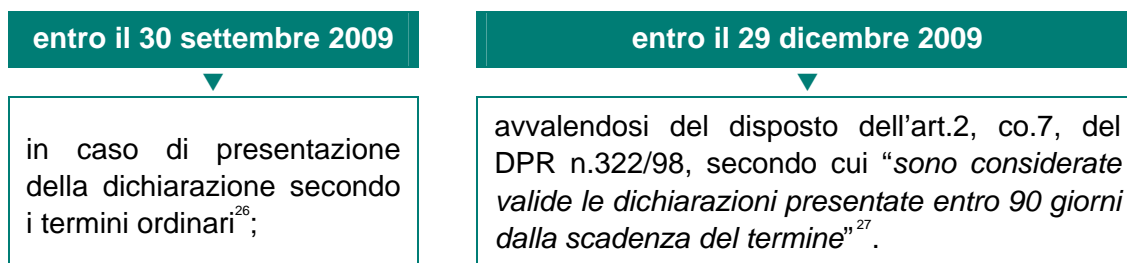 entro il 30 settembre 2009
in caso di presentazione
della dichiarazione secondo
i termini ordinari26;
entro il 29 dicembre 2009
avvalendosi del disposto dell'art.2, co.7, del
DPR n.322/98, secondo cui “sono considerate
valide le dichiarazioni presentate entro 90 giorni
dalla scadenza del termine”27.